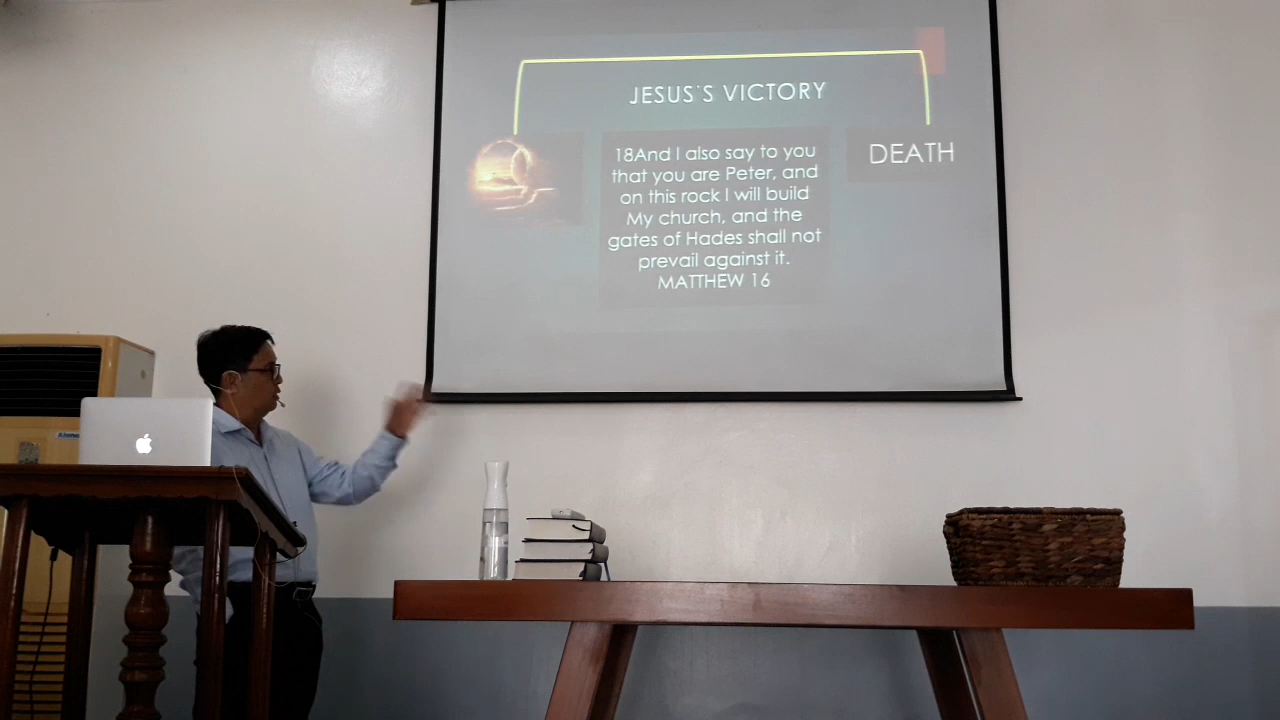 JESUS'S VICTORY
18And I also say to you
that you are Peter, and
on this rock I will build
My church, and the
gates of Hades shall not
prevail against it.
MATTHEW 16
DEATH